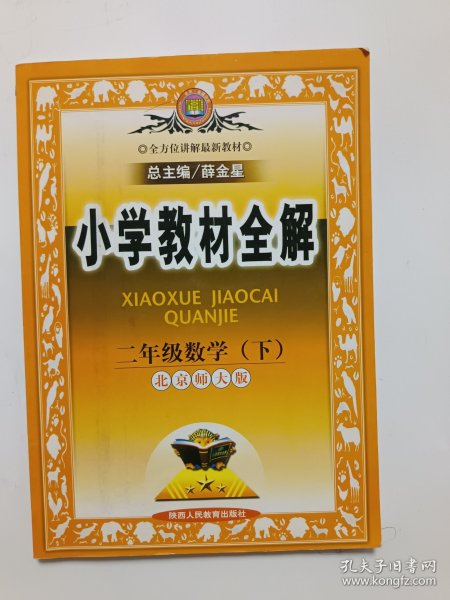 ◎全方位讲解最新教材◎
总主编/薛金星
小学教材全解
XIAOXUE JIAOCAI
QUANJIE
二年级数学（下）
北京师大版
陕西人民教育出版社
孔夫子旧书网
www.kongfz.com